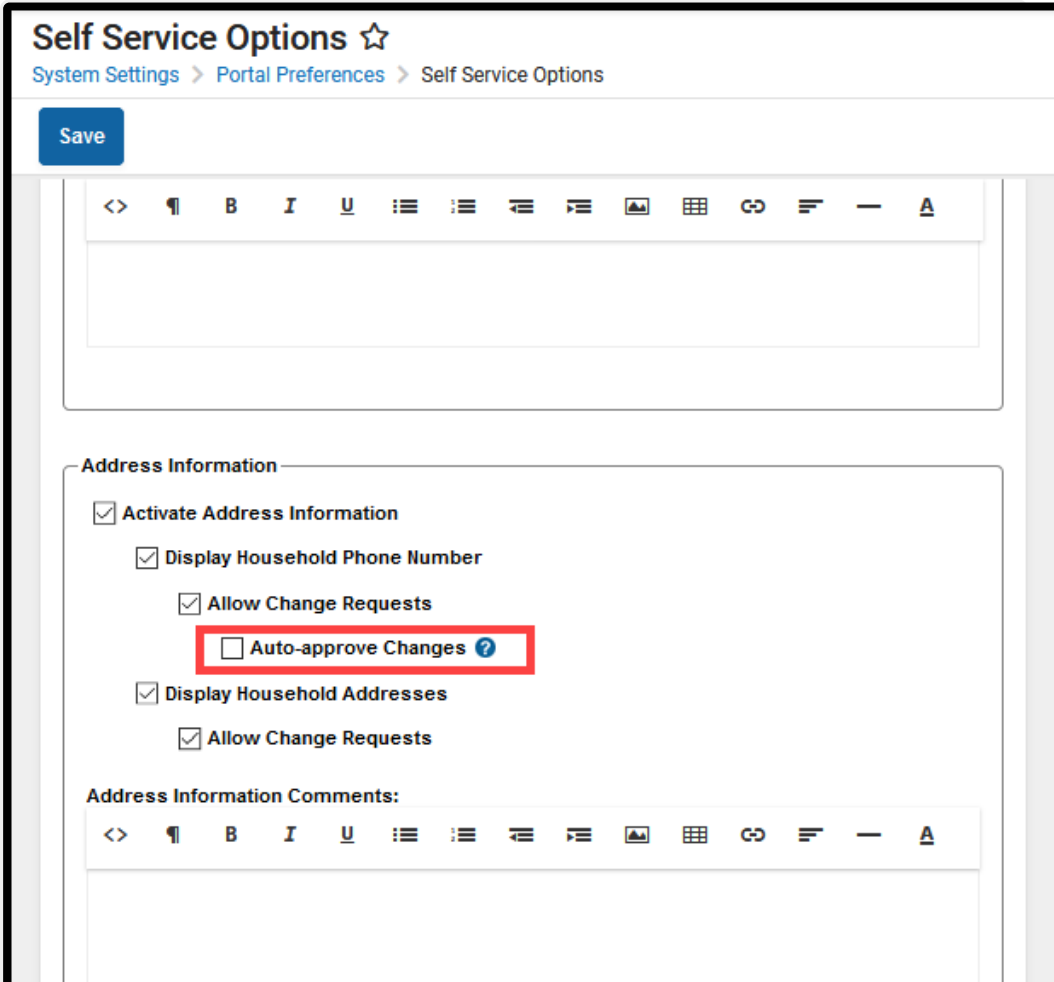 Self Service Options
System Settings > Portal Preferences > Self Service Options
Save
<> ¶ B I U A
Address Information
Activate Address Information
Display Household Phone Number
Allow Change Requests
Auto-approve Changes ?
Display Household Addresses
Allow Change Requests
Address Information Comments:
<> ¶ B I U A